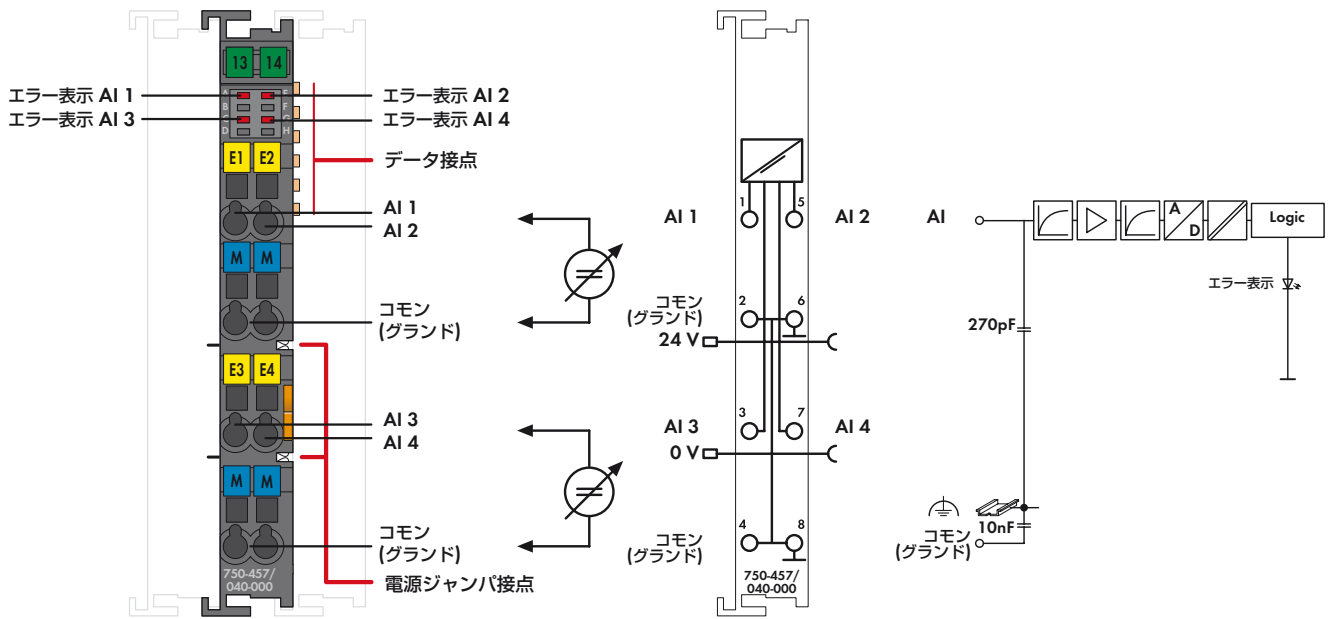 13 14
エラー表示 AI 1
エラー表示 AI 2
エラー表示 AI 3
エラー表示 AI 4
A E
B F
C G
D H
データ接点
E1 E2
AI 1
AI 2
M M
コモン
(グランド)
E3 E4
AI 3
AI 4
M M
コモン
(グランド)
750-457/
040-000
電源ジャンパ接点
AI 1
1
5
AI 2
コモン
(グランド)
2
6
24 V
AI 3
3
7
AI 4
0 V
コモン
(グランド)
4
8
750-457/
040-000
AI
A
D
Logic
エラー表示
270pF
10nF
コモン
(グランド)